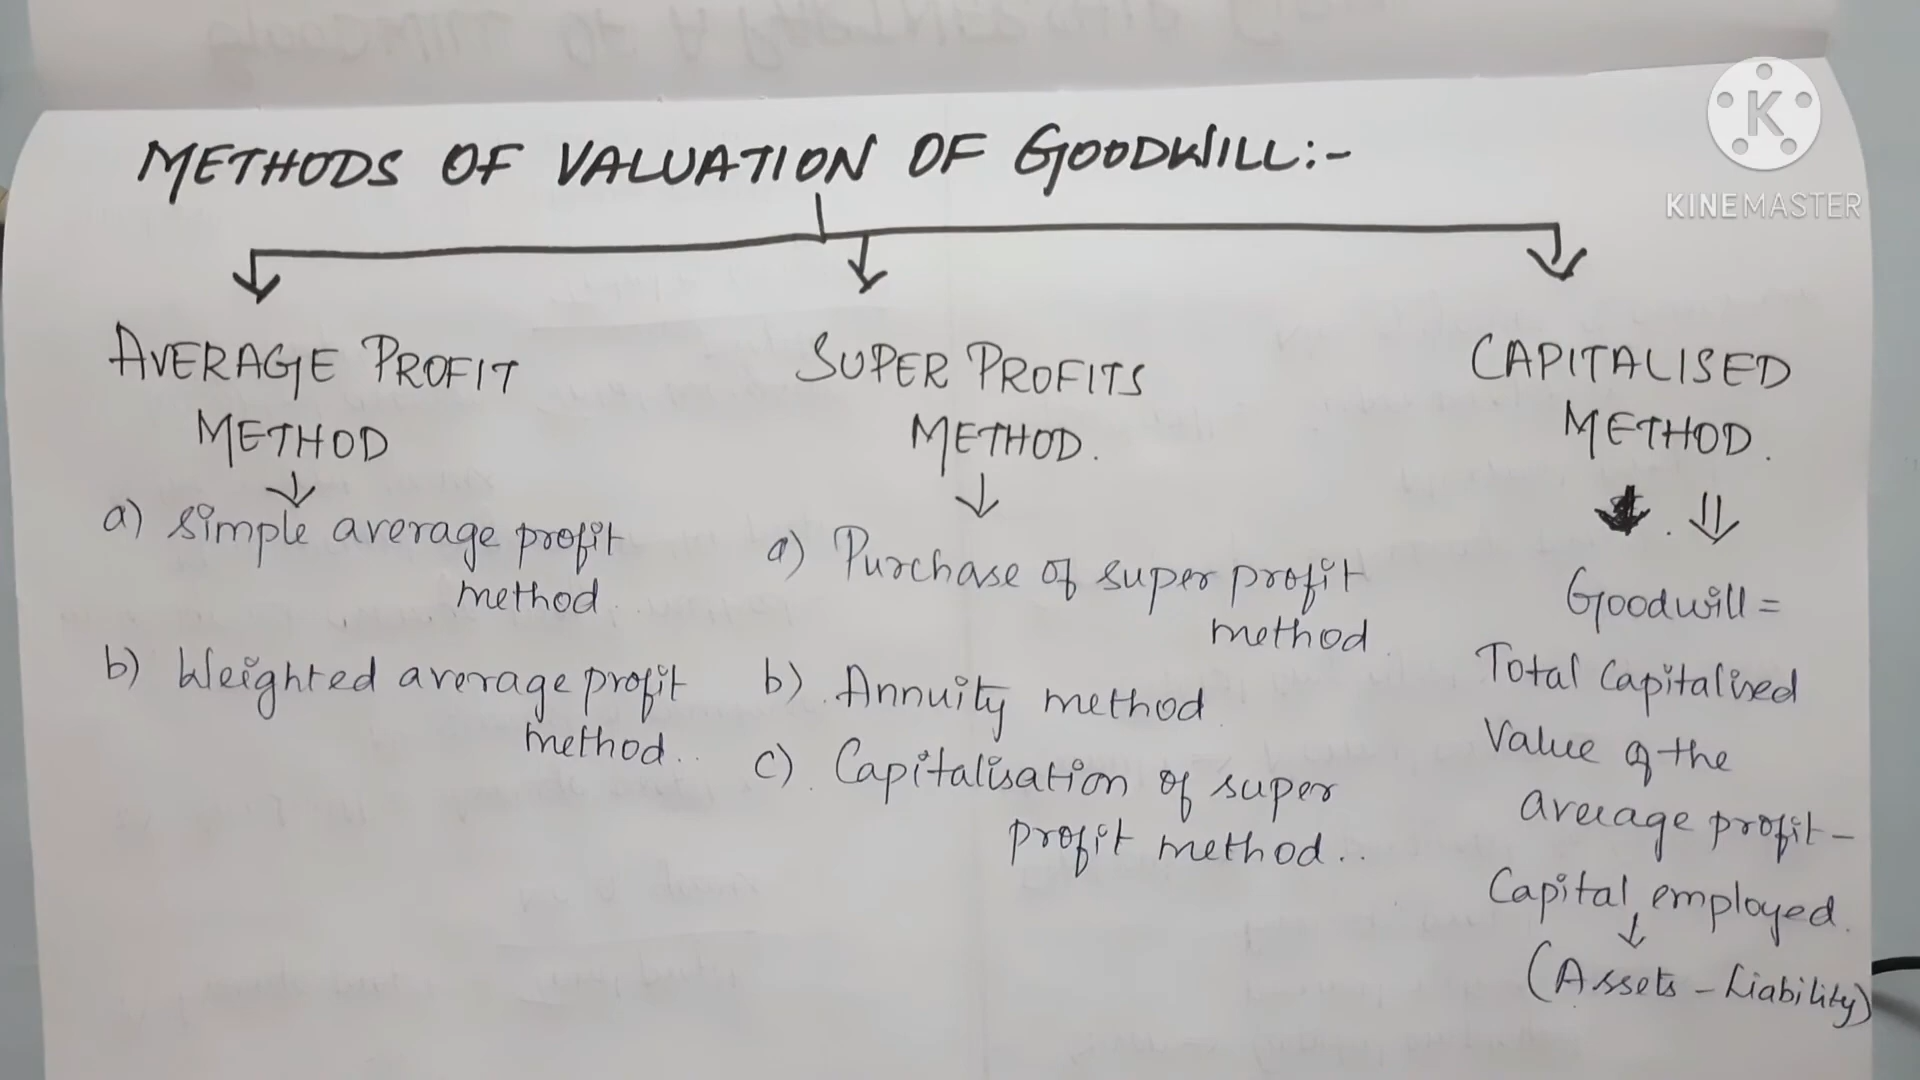 METHODS OF VALUATION OF GOODWILL:-
AVERAGE PROFIT
METHOD
a) simple average profit
method.
b) Weighted average profit
method..
SUPER PROFITS
METHOD.
a) Purchase of super profit
method.
b) Annuity method.
c) Capitalisation of super
profit method..
CAPITALISED
METHOD.
Goodwill =
Total Capitalised
Value of the
average profit -
Capital employed.
(Assets - Liability)
K
KINEMASTER